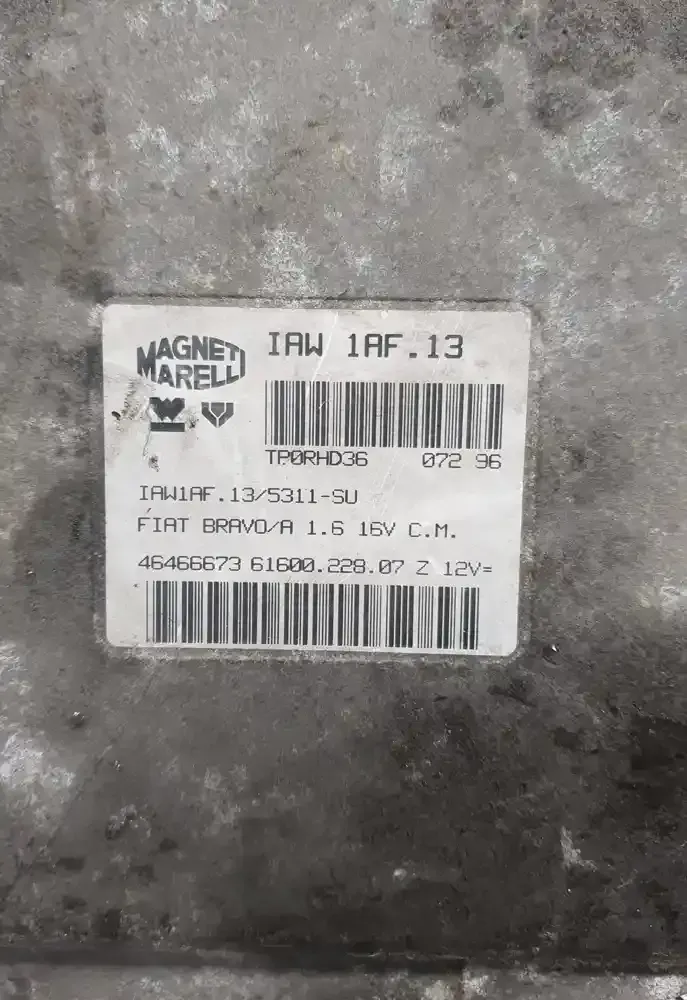 MAGNETI
MARELLI
IAW 1AF.13
TP0RHD36 072 96
IAW1AF.13/5311-SU
FIAT BRAVO/A 1.6 16V C.M.
46466673 61600.228.07 Z 12V=